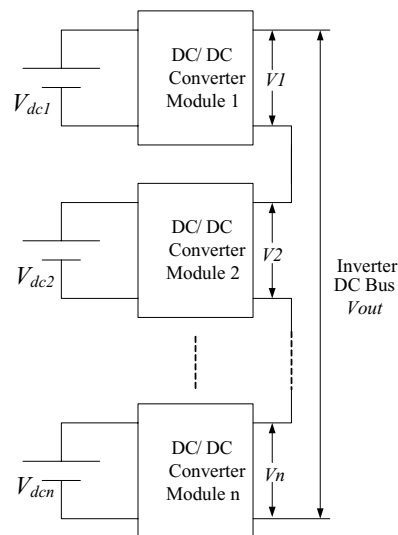 DC/ DC
Converter
Module 1
V1
Vdc1
DC/ DC
Converter
Module 2
V2
Vdc2
Inverter
DC Bus
Vout
DC/ DC
Converter
Module n
Vn
Vdcn